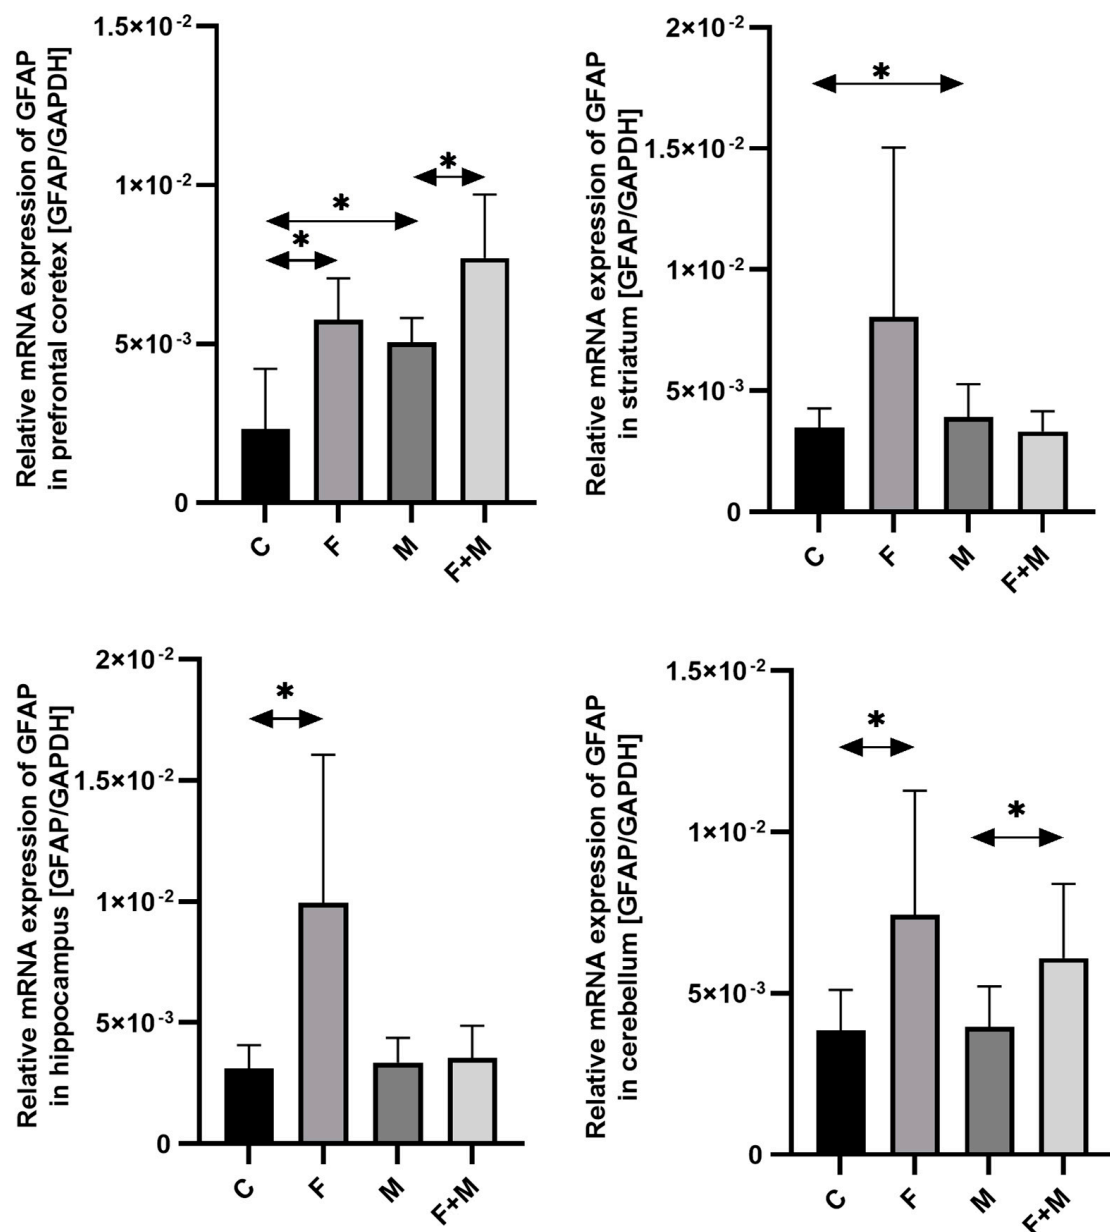 Relative mRNA expression of GFAP
in prefrontal coretex [GFAP/GAPDH]
1.5×10⁻²
1×10⁻²
5×10⁻³
0
*
*
*
C
F
M
F+M
Relative mRNA expression of GFAP
in striatum [GFAP/GAPDH]
2×10⁻²
1.5×10⁻²
1×10⁻²
5×10⁻³
0
*
C
F
M
F+M
Relative mRNA expression of GFAP
in hippocampus [GFAP/GAPDH]
2×10⁻²
1.5×10⁻²
1×10⁻²
5×10⁻³
0
*
C
F
M
F+M
Relative mRNA expression of GFAP
in cerebellum [GFAP/GAPDH]
1.5×10⁻²
1×10⁻²
5×10⁻³
0
*
*
C
F
M
F+M